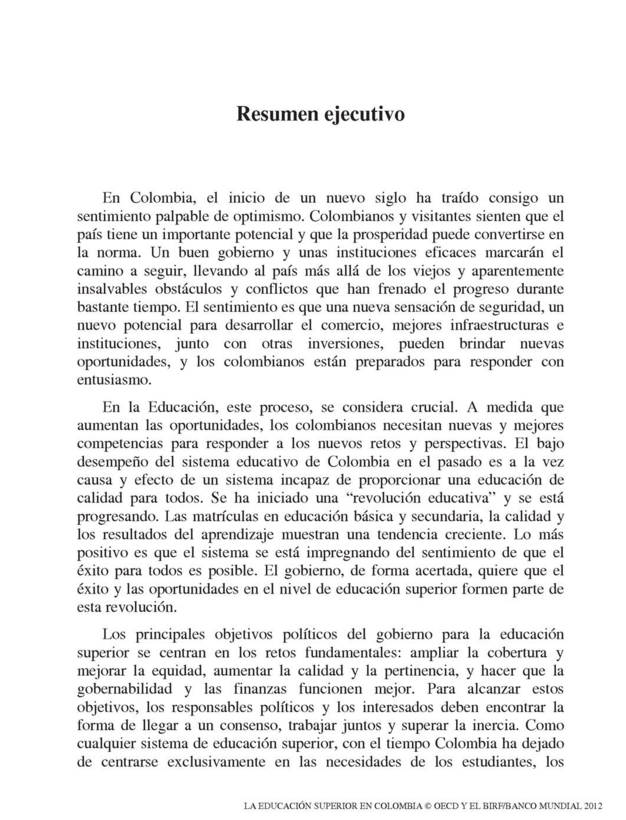 Resumen ejecutivo
En Colombia, el inicio de un nuevo siglo ha traído consigo un
sentimiento palpable de optimismo. Colombianos y visitantes sienten que el
país tiene un importante potencial y que la prosperidad puede convertirse en
la norma. Un buen gobierno y unas instituciones eficaces marcarán el
camino a seguir, llevando al país más allá de los viejos y aparentemente
insalvables obstáculos y conflictos que han frenado el progreso durante
bastante tiempo. El sentimiento es que una nueva sensación de seguridad, un
nuevo potencial para desarrollar el comercio, mejores infraestructuras e
instituciones, junto con otras inversiones, pueden brindar nuevas
oportunidades, y los colombianos están preparados para responder con
entusiasmo.
En la Educación, este proceso, se considera crucial. A medida que
aumentan las oportunidades, los colombianos necesitan nuevas y mejores
competencias para responder a los nuevos retos y perspectivas. El bajo
desempeño del sistema educativo de Colombia en el pasado es a la vez
causa y efecto de un sistema incapaz de proporcionar una educación de
calidad para todos. Se ha iniciado una “revolución educativa” y se está
progresando. Las matrículas en educación básica y secundaria, la calidad y
los resultados del aprendizaje muestran una tendencia creciente. Lo más
positivo es que el sistema se está impregnando del sentimiento de que el
éxito para todos es posible. El gobierno, de forma acertada, quiere que el
éxito y las oportunidades en el nivel de educación superior formen parte de
esta revolución.
Los principales objetivos políticos del gobierno para la educación
superior se centran en los retos fundamentales: ampliar la cobertura y
mejorar la equidad, aumentar la calidad y la pertinencia, y hacer que la
gobernabilidad y las finanzas funcionen mejor. Para alcanzar estos
objetivos, los responsables políticos y los interesados deben encontrar la
forma de llegar a un consenso, trabajar juntos y superar la inercia. Como
cualquier sistema de educación superior, con el tiempo Colombia ha dejado
de centrarse exclusivamente en las necesidades de los estudiantes, los
LA EDUCACIÓN SUPERIOR EN COLOMBIA © OECD Y EL BIRF/BANCO MUNDIAL 2012